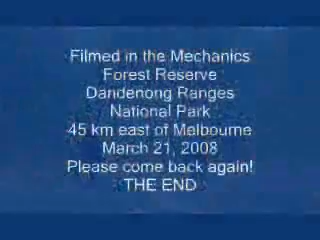 Filmed in the Mechanics
Forest Reserve
Dandenong Ranges
National Park
45 km east of Melbourne
March 21, 2008
Please come back again!
THE END